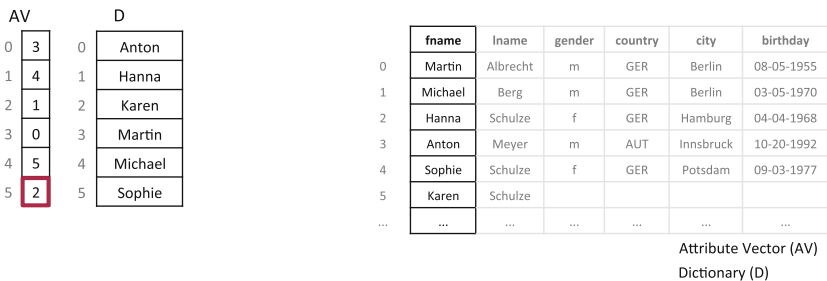 AV D
0 3 0 Anton
1 4 1 Hanna
2 1 2 Karen
3 0 3 Martin
4 5 4 Michael
5 2 5 Sophie
fname lname gender country city birthday
0 Martin Albrecht m GER Berlin 08-05-1955
1 Michael Berg m GER Berlin 03-05-1970
2 Hanna Schulze f GER Hamburg 04-04-1968
3 Anton Meyer m AUT Innsbruck 10-20-1992
4 Sophie Schulze f GER Potsdam 09-03-1977
5 Karen Schulze
... ... ... ... ... ... ...
Attribute Vector (AV)
Dictionary (D)